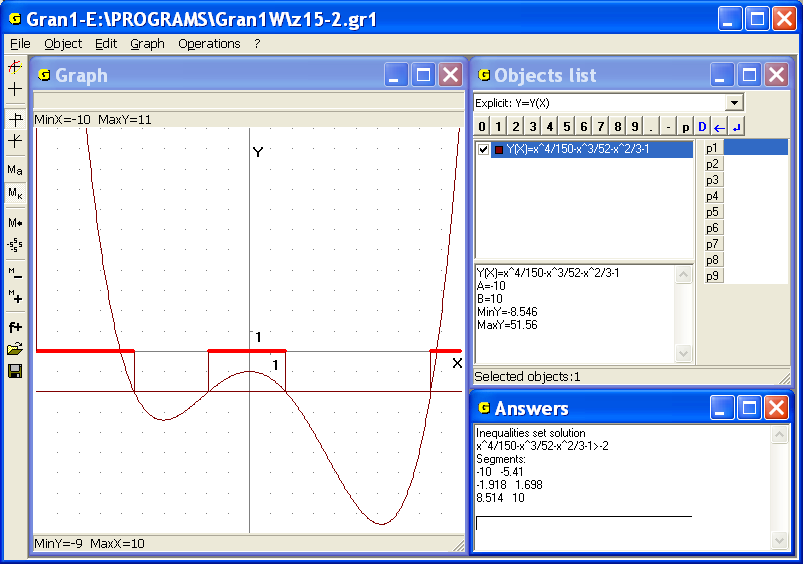 Gran1-E:\PROGRAMS\Gran1W\z15-2.gr1
File Object Edit Graph Operations ?
Graph
MinX=-10 MaxY=11
Y
1
1
X
MinY=-9 MaxX=10
Mа
Mк
M*
M-
M+
f+
Objects list
Explicit: Y=Y(X)
0 1 2 3 4 5 6 7 8 9 . - p D
Y(X)=x^4/150-x^3/52-x^2/3-1
p1
p2
p3
p4
p5
p6
p7
p8
p9
Y(X)=x^4/150-x^3/52-x^2/3-1
A=-10
B=10
MinY=-8.546
MaxY=51.56
Selected objects:1
Answers
Inequalities set solution
x^4/150-x^3/52-x^2/3-1>-2
Segments:
-10 -5.41
-1.918 1.698
8.514 10